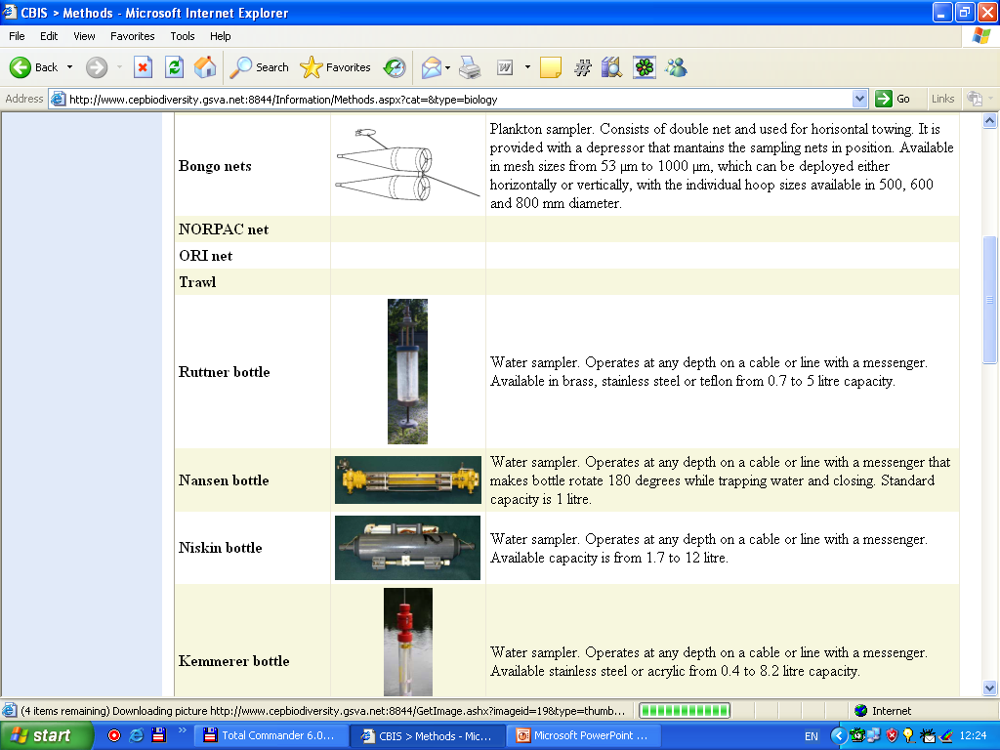 CBIS > Methods - Microsoft Internet Explorer
File Edit View Favorites Tools Help
Back Search Favorites
Address http://www.cepbiodiversity.gsva.net:8844/Information/Methods.aspx?cat=&type=biology Go Links
Bongo nets
Plankton sampler. Consists of double net and used for horisontal towing. It is
provided with a depressor that mantains the sampling nets in position. Available
in mesh sizes from 53 µm to 1000 µm, which can be deployed either
horizontally or vertically, with the individual hoop sizes available in 500, 600
and 800 mm diameter.
NORPAC net
ORI net
Trawl
Ruttner bottle
Water sampler. Operates at any depth on a cable or line with a messenger.
Available in brass, stainless steel or teflon from 0.7 to 5 litre capacity.
Nansen bottle
Water sampler. Operates at any depth on a cable or line with a messenger that
makes bottle rotate 180 degrees while trapping water and closing. Standard
capacity is 1 litre.
Niskin bottle
Water sampler. Operates at any depth on a cable or line with a messenger.
Available capacity is from 1.7 to 12 litre.
Kemmerer bottle
Water sampler. Operates at any depth on a cable or line with a messenger.
Available stainless steel or acrylic from 0.4 to 8.2 litre capacity.
(4 items remaining) Downloading picture http://www.cepbiodiversity.gsva.net:8844/GetImage.ashx?imageid=19&type=thumb... Internet
start Total Commander 6.0... CBIS > Methods - Mic... Microsoft PowerPoint ... EN 12:24